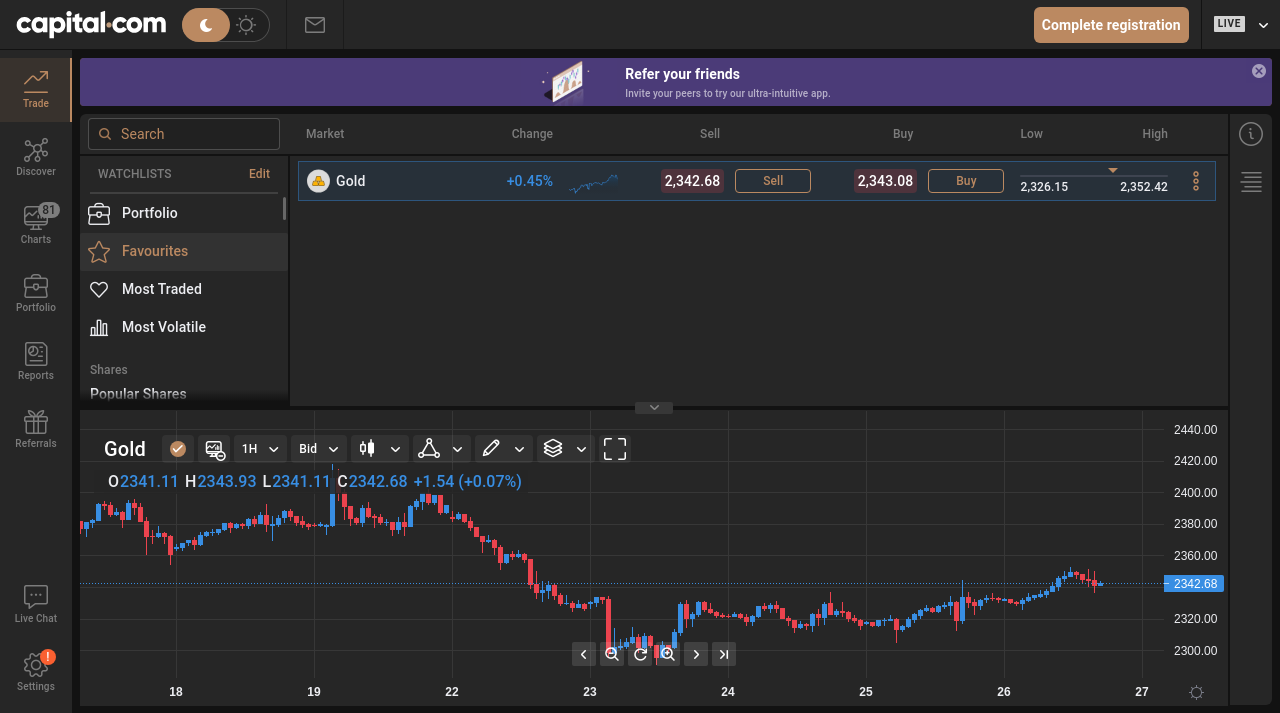 capital.com
Complete registration
LIVE
Trade
Discover
81
Charts
Portfolio
Reports
Referrals
Live Chat
!
Settings
Refer your friends
Invite your peers to try our ultra-intuitive app.
Search
Market Change Sell Buy Low High
WATCHLISTS Edit
Portfolio
Favourites
Most Traded
Most Volatile
Shares
Popular Shares
Gold +0.45% 2,342.68 Sell 2,343.08 Buy 2,326.15 2,352.42
Gold 1H Bid
O2341.11 H2343.93 L2341.11 C2342.68 +1.54 (+0.07%)
2440.00
2420.00
2400.00
2380.00
2360.00
2342.68
2320.00
2300.00
18 19 22 23 24 25 26 27